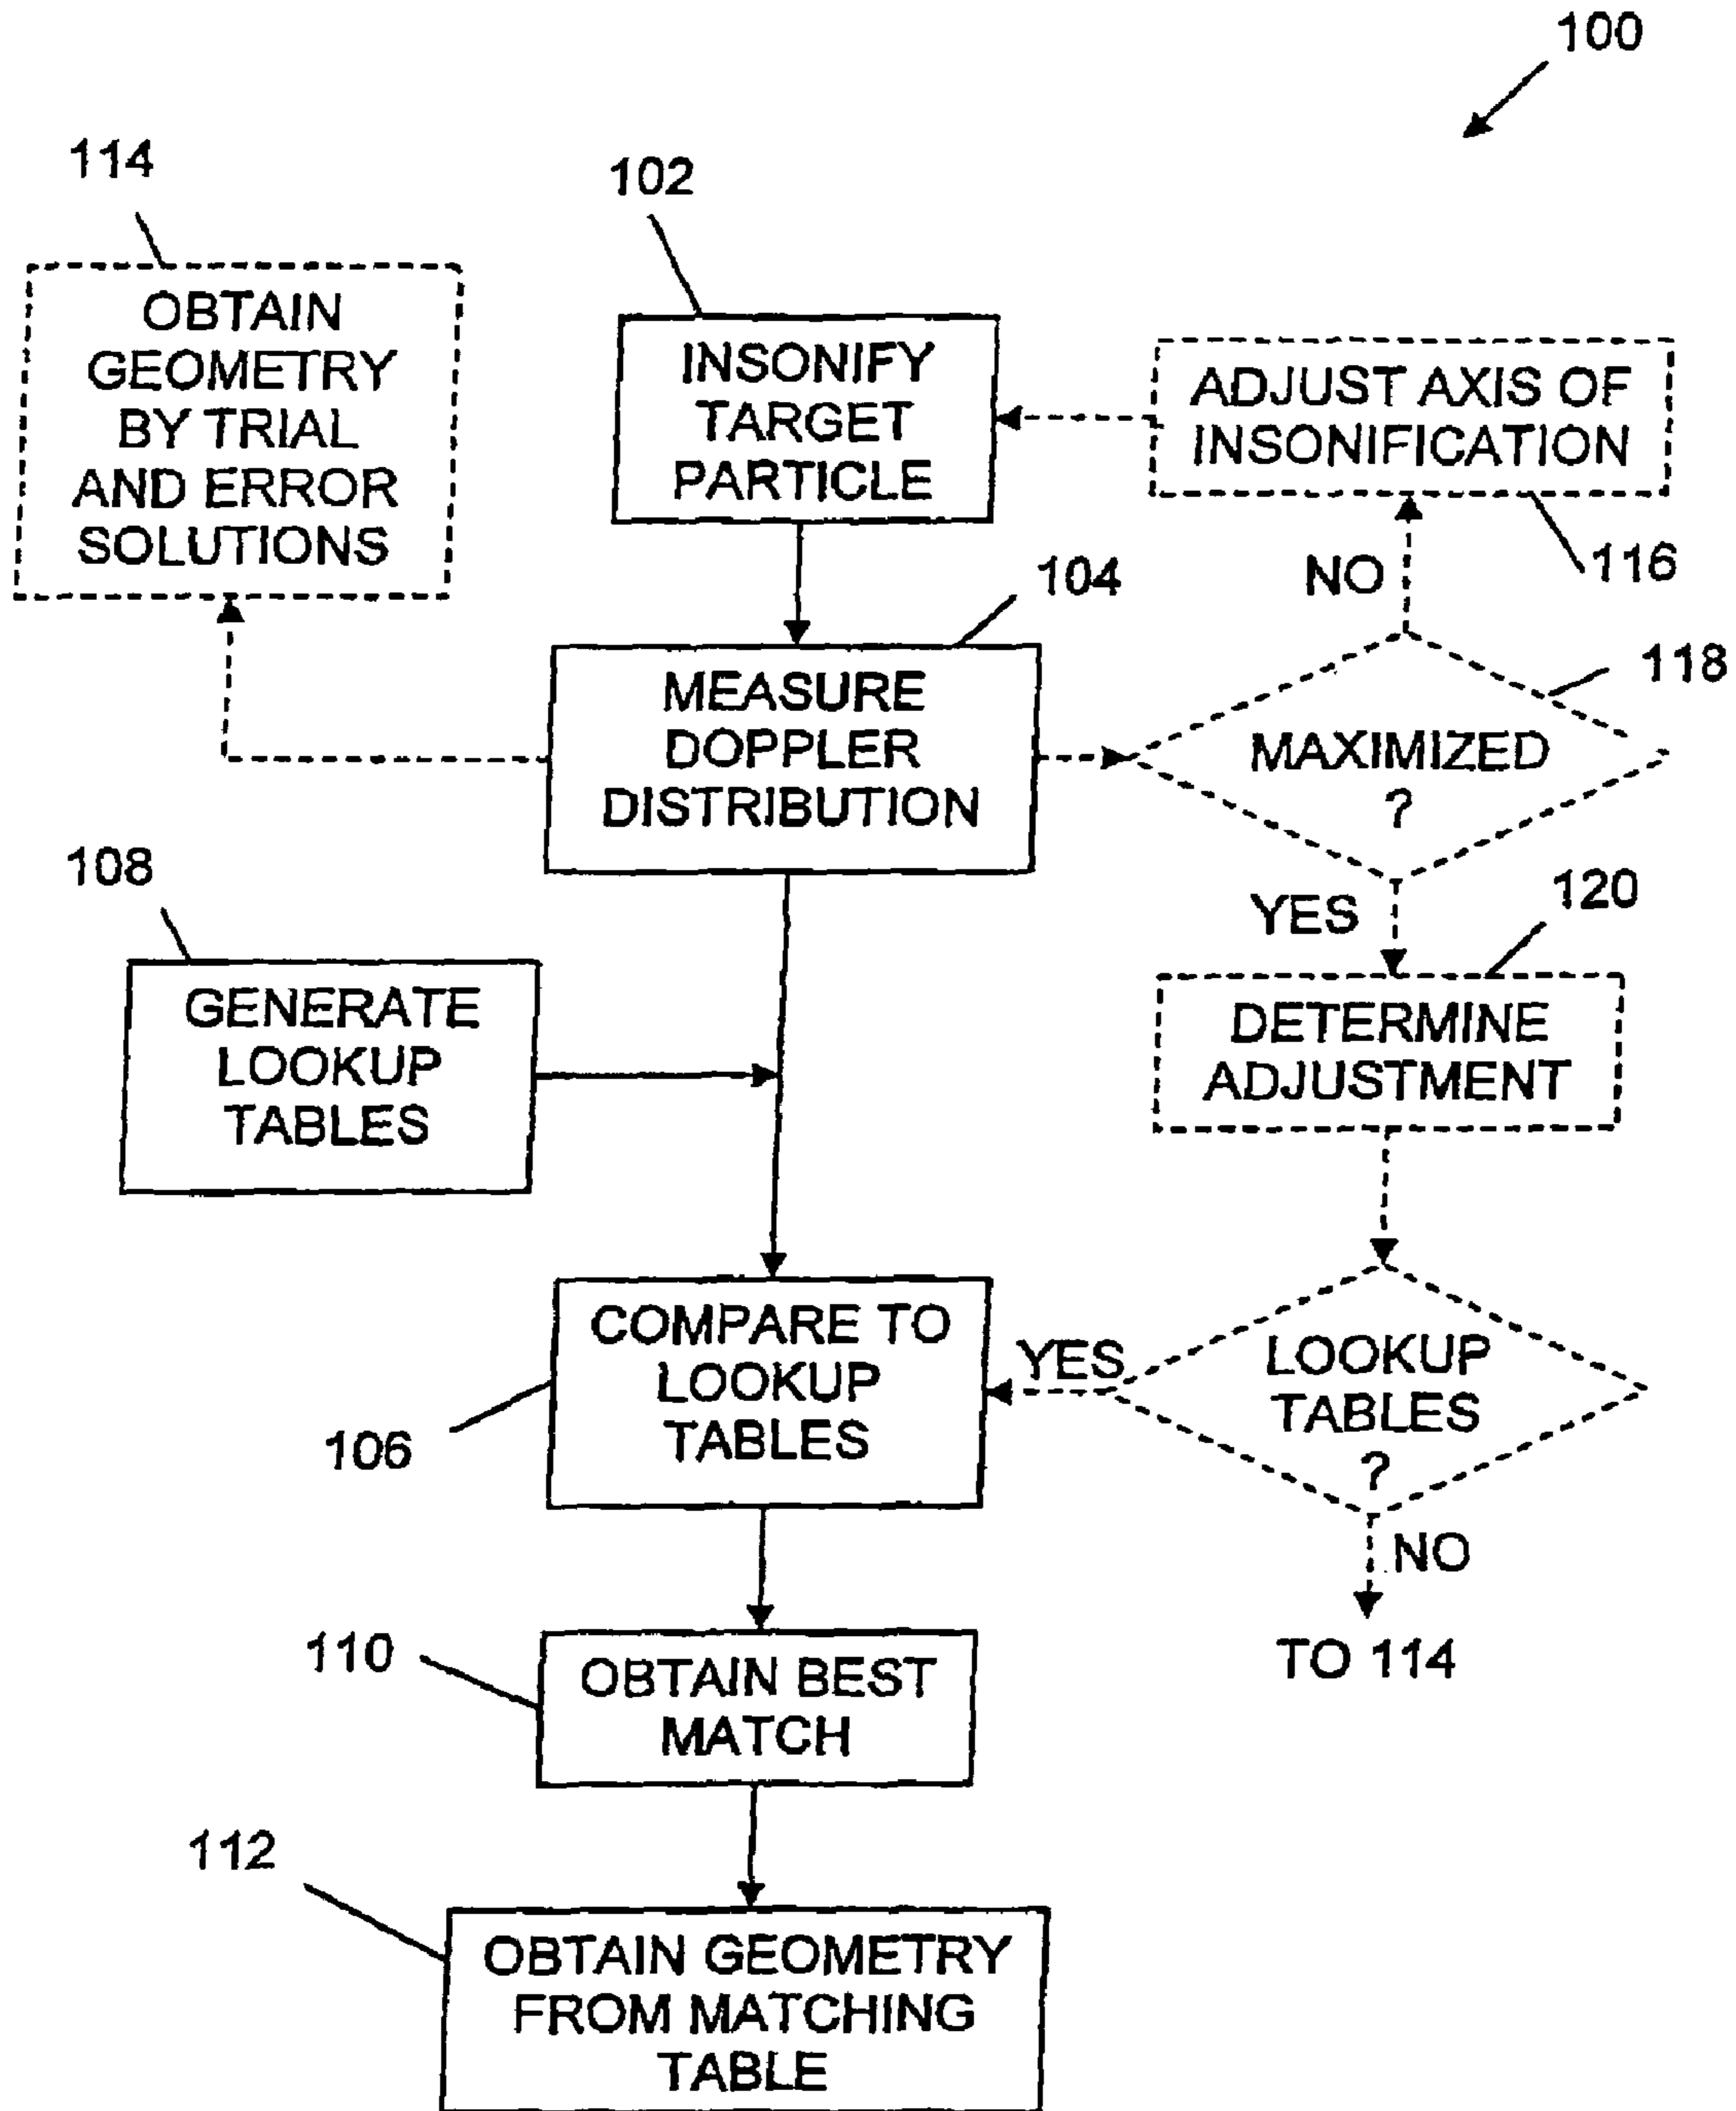 100
114
102
OBTAIN
GEOMETRY
BY TRIAL
AND ERROR
SOLUTIONS
INSONIFY
TARGET
PARTICLE
ADJUST AXIS OF
INSONIFICATION
116
NO
104
MEASURE
DOPPLER
DISTRIBUTION
118
MAXIMIZED
?
108
YES
120
GENERATE
LOOKUP
TABLES
DETERMINE
ADJUSTMENT
COMPARE TO
LOOKUP
TABLES
106
YES
LOOKUP
TABLES
?
NO
TO 114
110
OBTAIN BEST
MATCH
112
OBTAIN GEOMETRY
FROM MATCHING
TABLE